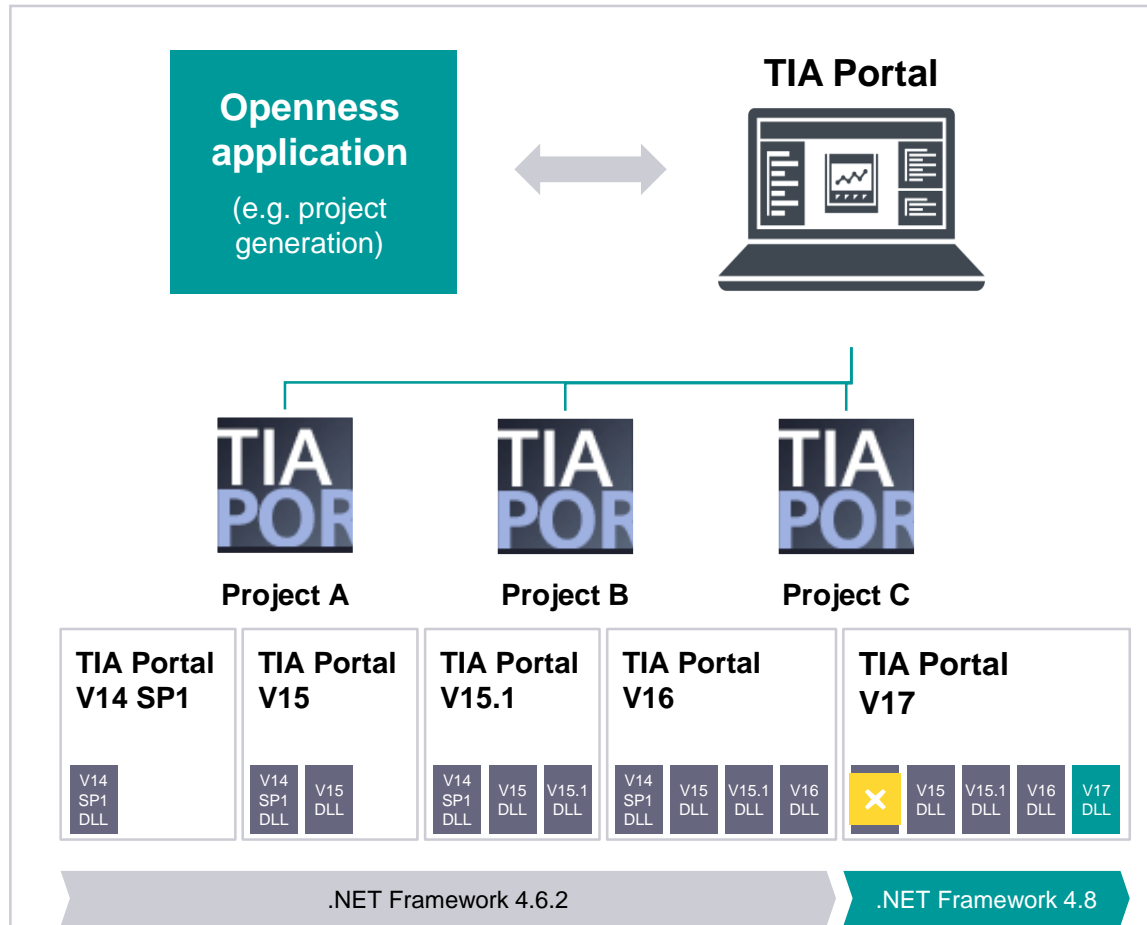 Openness
application
(e.g. project
generation)
TIA Portal
TIA
POR
TIA
POR
TIA
POR
Project A
Project B
Project C
TIA Portal
V14 SP1
V14
SP1
DLL
TIA Portal
V15
V14
SP1
DLL
V15
DLL
TIA Portal
V15.1
V14
SP1
DLL
V15
DLL
V15.1
DLL
TIA Portal
V16
V14
SP1
DLL
V15
DLL
V15.1
DLL
V16
DLL
TIA Portal
V17
V15
DLL
V15.1
DLL
V16
DLL
V17
DLL
.NET Framework 4.6.2
.NET Framework 4.8